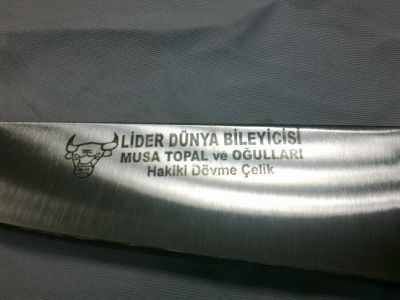 LİDER DÜNYA BİLEYİCİSİ
MUSA TOPAL ve OĞULLARI
Hakiki Dövme Çelik